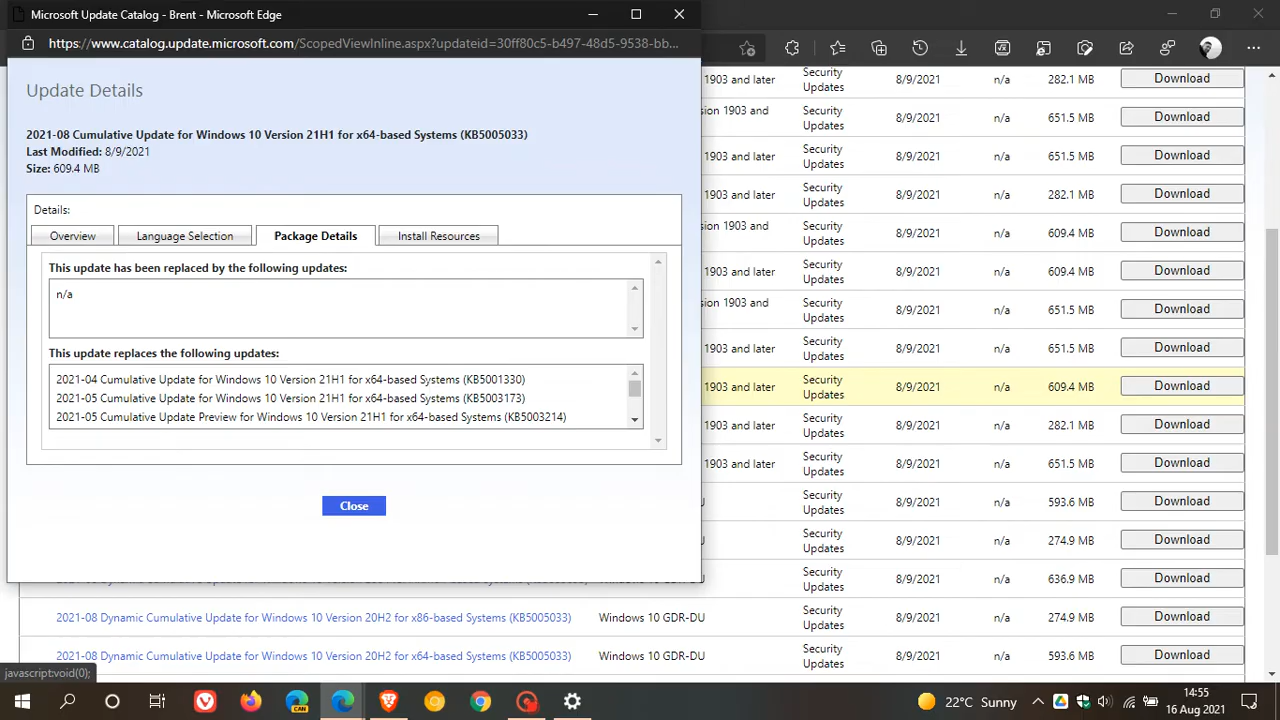 Microsoft Update Catalog - Brent - Microsoft Edge
https://www.catalog.update.microsoft.com/ScopedViewInline.aspx?updateid=30ff80c5-b497-48d5-9538-bb...
Update Details
2021-08 Cumulative Update for Windows 10 Version 21H1 for x64-based Systems (KB5005033)
Last Modified: 8/9/2021
Size: 609.4 MB
Details:
Overview
Language Selection
Package Details
Install Resources
This update has been replaced by the following updates:
n/a
This update replaces the following updates:
2021-04 Cumulative Update for Windows 10 Version 21H1 for x64-based Systems (KB5001330)
2021-05 Cumulative Update for Windows 10 Version 21H1 for x64-based Systems (KB5003173)
2021-05 Cumulative Update Preview for Windows 10 Version 21H1 for x64-based Systems (KB5003214)
Close
1903 and later Security Updates 8/9/2021 n/a 282.1 MB Download
sion 1903 and Security Updates 8/9/2021 n/a 651.5 MB Download
1903 and later Security Updates 8/9/2021 n/a 651.5 MB Download
1903 and later Security Updates 8/9/2021 n/a 282.1 MB Download
sion 1903 and Security Updates 8/9/2021 n/a 609.4 MB Download
1903 and later Security Updates 8/9/2021 n/a 609.4 MB Download
sion 1903 and Security Updates 8/9/2021 n/a 651.5 MB Download
1903 and later Security Updates 8/9/2021 n/a 651.5 MB Download
1903 and later Security Updates 8/9/2021 n/a 609.4 MB Download
1903 and later Security Updates 8/9/2021 n/a 282.1 MB Download
1903 and later Security Updates 8/9/2021 n/a 651.5 MB Download
Security Updates 8/9/2021 n/a 593.6 MB Download
Security Updates 8/9/2021 n/a 274.9 MB Download
Security Updates 8/9/2021 n/a 636.9 MB Download
2021-08 Dynamic Cumulative Update for Windows 10 Version 20H2 for x86-based Systems (KB5005033) Windows 10 GDR-DU Security Updates 8/9/2021 n/a 274.9 MB Download
2021-08 Dynamic Cumulative Update for Windows 10 Version 20H2 for x64-based Systems (KB5005033) Windows 10 GDR-DU Security Updates 8/9/2021 n/a 593.6 MB Download
javascript:void(0);
CAN
22°C Sunny
14:55
16 Aug 2021